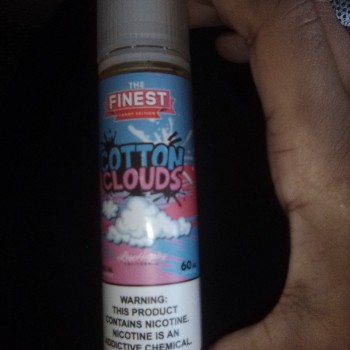 THE
FINEST
COTTON
CLOUDS
60
WARNING:
THIS PRODUCT
CONTAINS NICOTINE.
NICOTINE IS AN
ADDICTIVE CHEMICAL.